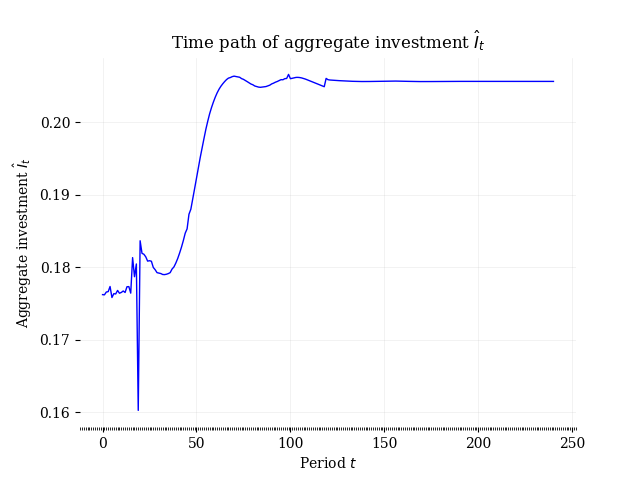 Time path of aggregate investment Î_t
Aggregate investment Î_t
0.20
0.19
0.18
0.17
0.16
0 50 100 150 200 250
Period t